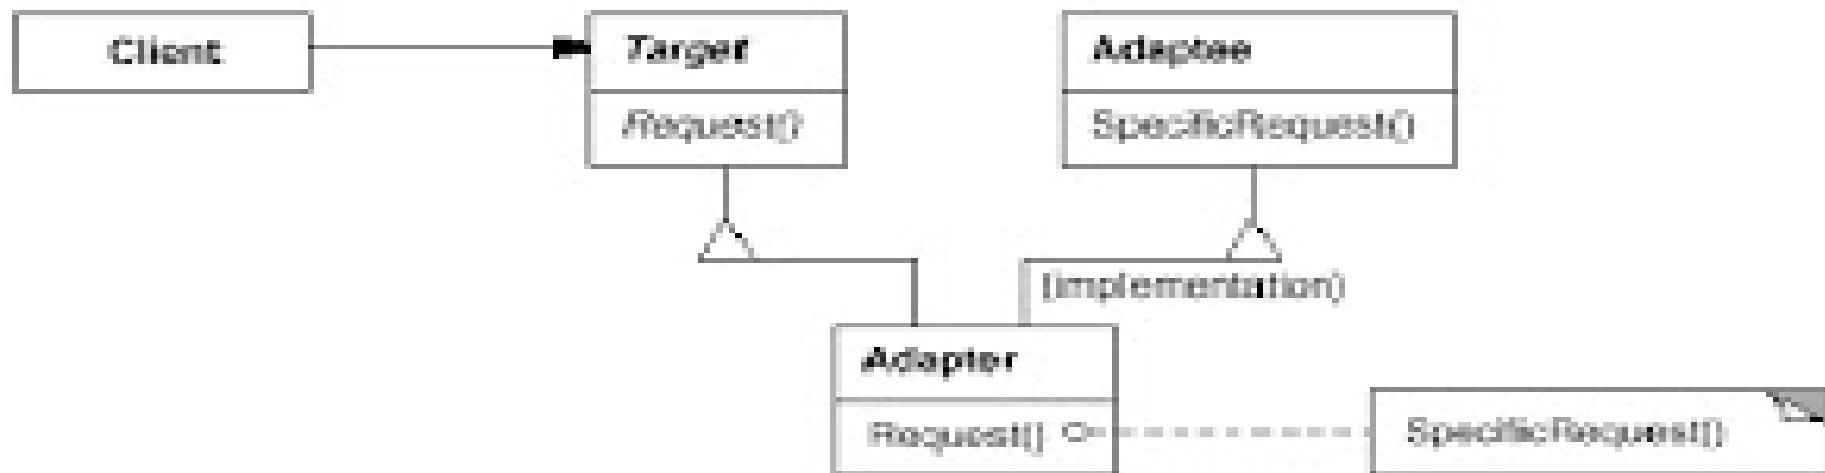 Client
Target
Adaptee
Request()
SpecificRequest()
(implementation)
Adapter
Request()
SpecificRequest()